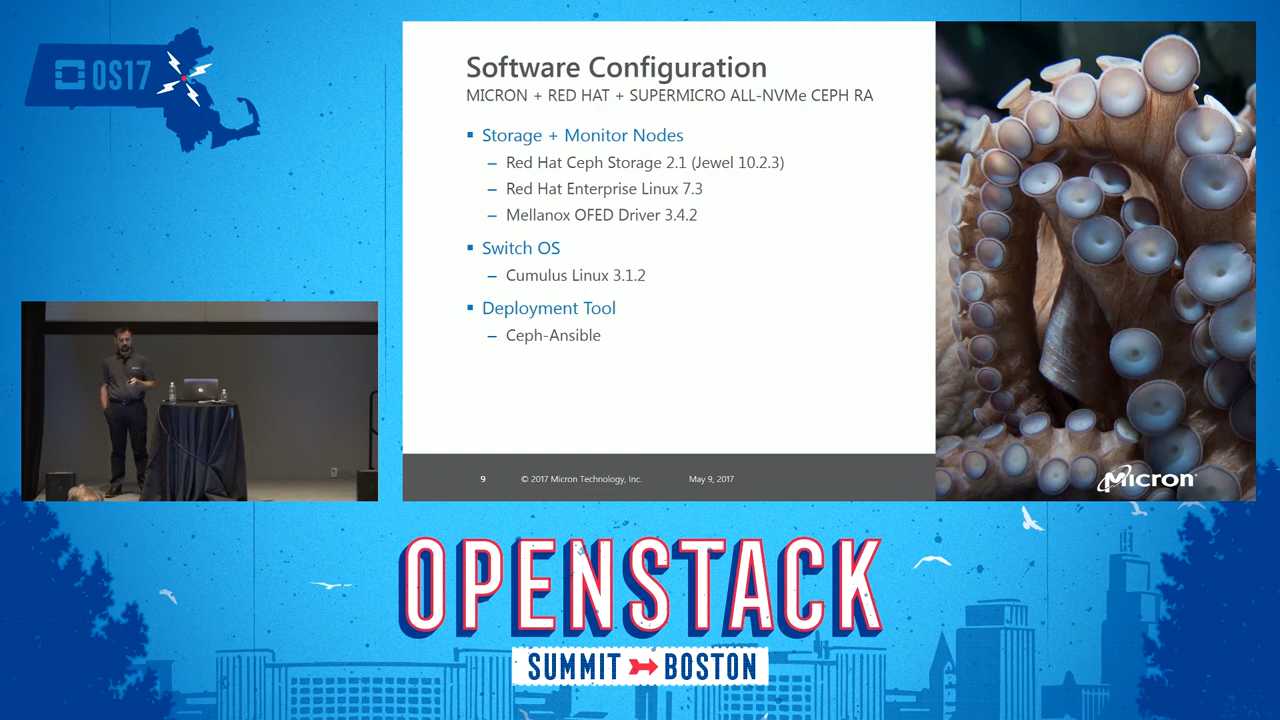 OS17
Software Configuration
MICRON + RED HAT + SUPERMICRO ALL-NVMe CEPH RA
▪ Storage + Monitor Nodes
– Red Hat Ceph Storage 2.1 (Jewel 10.2.3)
– Red Hat Enterprise Linux 7.3
– Mellanox OFED Driver 3.4.2
▪ Switch OS
– Cumulus Linux 3.1.2
▪ Deployment Tool
– Ceph-Ansible
9 © 2017 Micron Technology, Inc. May 9, 2017
Micron
OPENSTACK
SUMMIT BOSTON